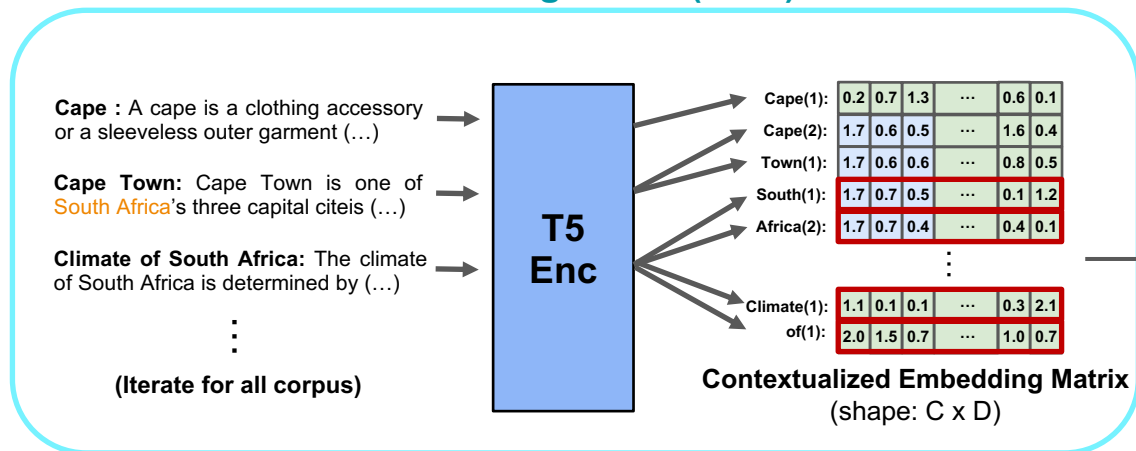 Cape : A cape is a clothing accessory
or a sleeveless outer garment (…)
Cape Town: Cape Town is one of
South Africa's three capital citeis (…)
Climate of South Africa: The climate
of South Africa is determined by (…)
⋮
(Iterate for all corpus)
T5
Enc
Cape(1): 0.2 0.7 1.3 ··· 0.6 0.1
Cape(2): 1.7 0.6 0.5 ··· 1.6 0.4
Town(1): 1.7 0.6 0.6 ··· 0.8 0.5
South(1): 1.7 0.7 0.5 ··· 0.1 1.2
Africa(2): 1.7 0.7 0.4 ··· 0.4 0.1
⋮
Climate(1): 1.1 0.1 0.1 ··· 0.3 2.1
of(1): 2.0 1.5 0.7 ··· 1.0 0.7
Contextualized Embedding Matrix
(shape: C x D)